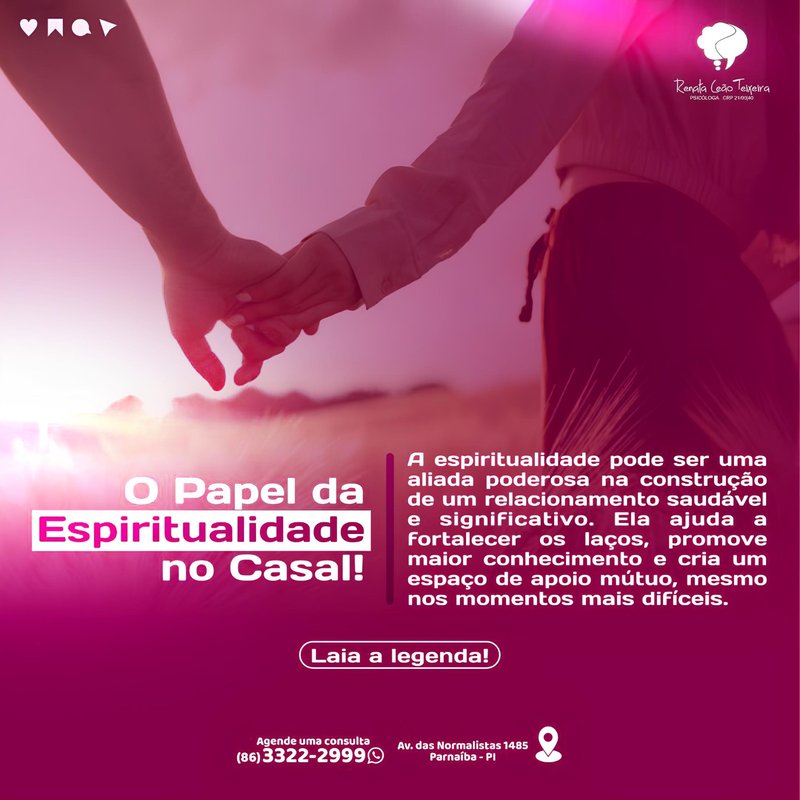 Renata Leão Teixeira
PSICÓLOGA CRP 21/03140
O Papel da
Espiritualidade
no Casal!
A espiritualidade pode ser uma
aliada poderosa na construção
de um relacionamento saudável
e significativo. Ela ajuda a
fortalecer os laços, promove
maior conhecimento e cria um
espaço de apoio mútuo, mesmo
nos momentos mais difíceis.
Laia a legenda!
Agende uma consulta
(86) 3322-2999
Av. das Normalistas 1485
Parnaíba - PI